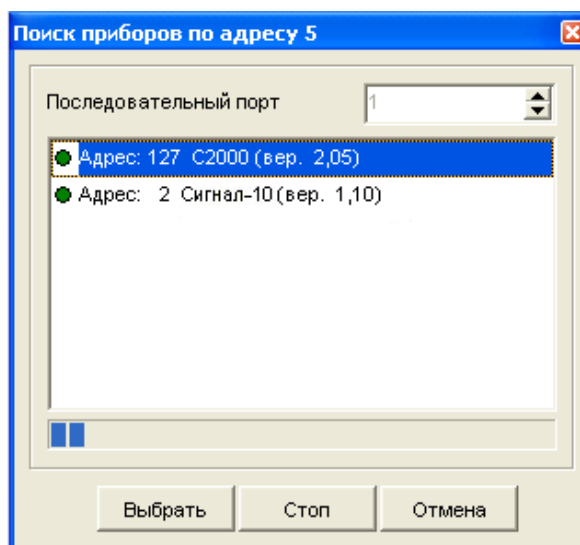 Поиск приборов по адресу 5
Последовательный порт 1
Адрес: 127 С2000 (вер. 2,05)
Адрес: 2 Сигнал-10 (вер. 1,10)
Выбрать Стоп Отмена